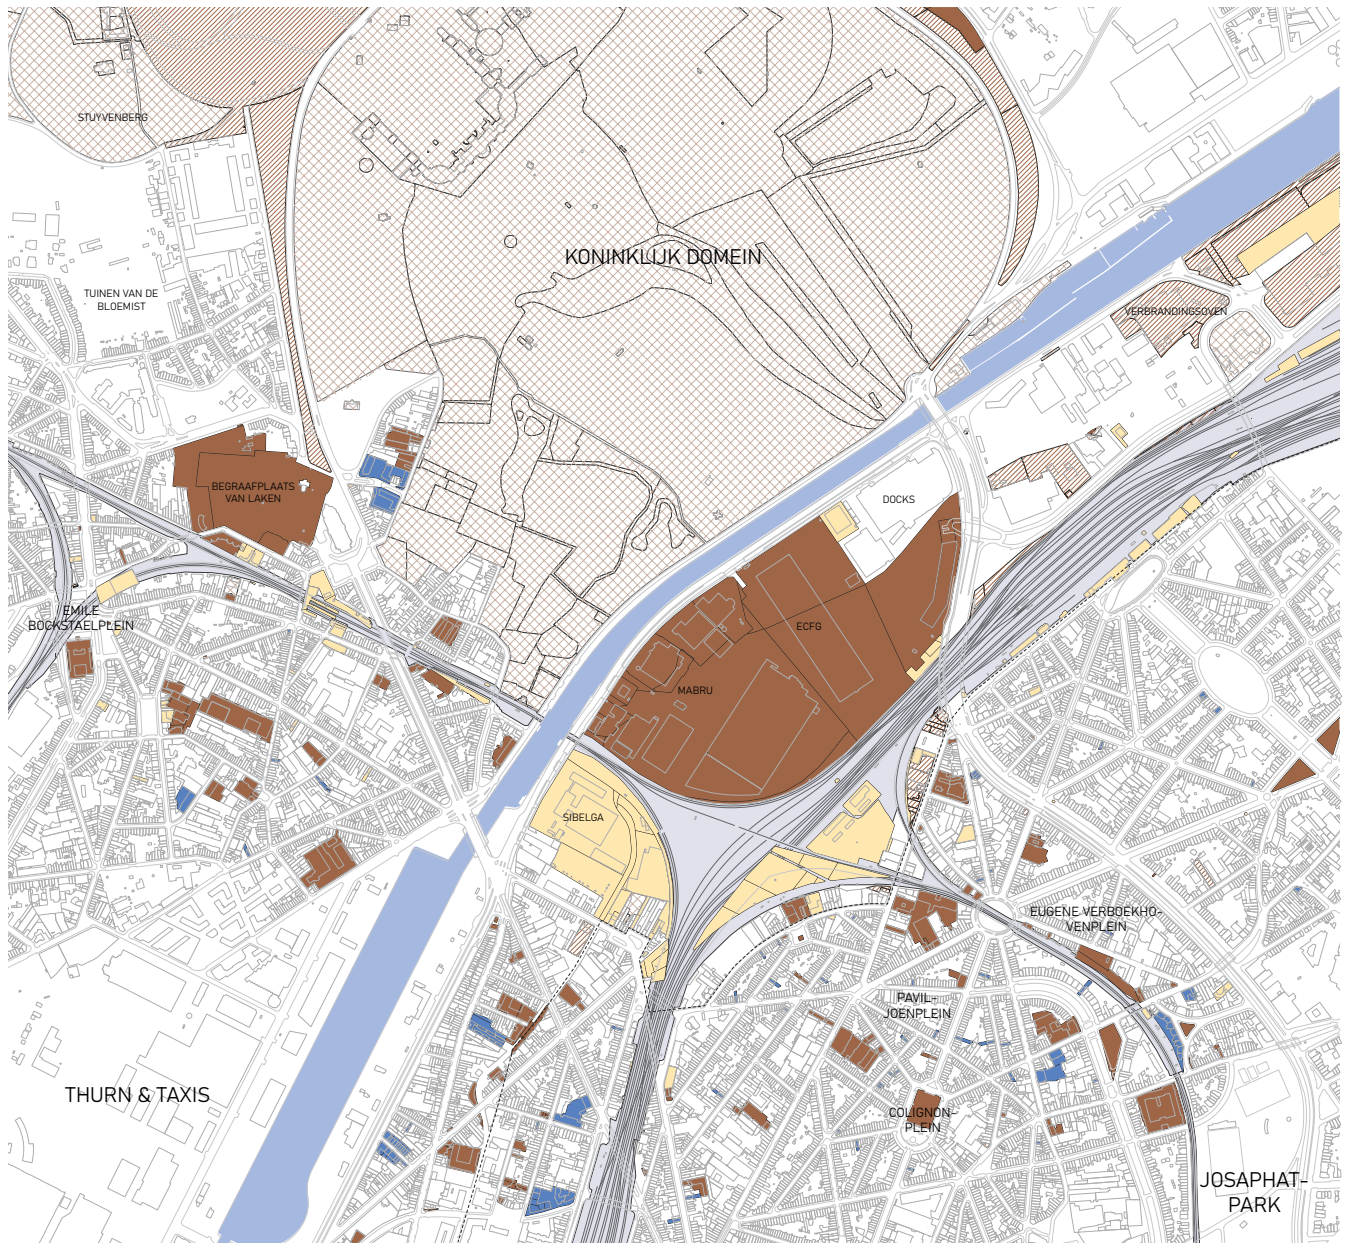 STUYVENBERG
KONINKLIJK DOMEIN
TUINEN VAN DE
BLOEMIST
VERBRANDINGSOVEN
BEGRAAFPLAATS
VAN LAKEN
DOCKS
EMILE
BOCKSTAELPLEIN
ECFG
MABRU
SIBELGA
EUGENE VERBOEKHO-
VENPLEIN
PAVIL-
JOENPLEIN
THURN & TAXIS
COLIGNON-
PLEIN
JOSAPHAT-
PARK